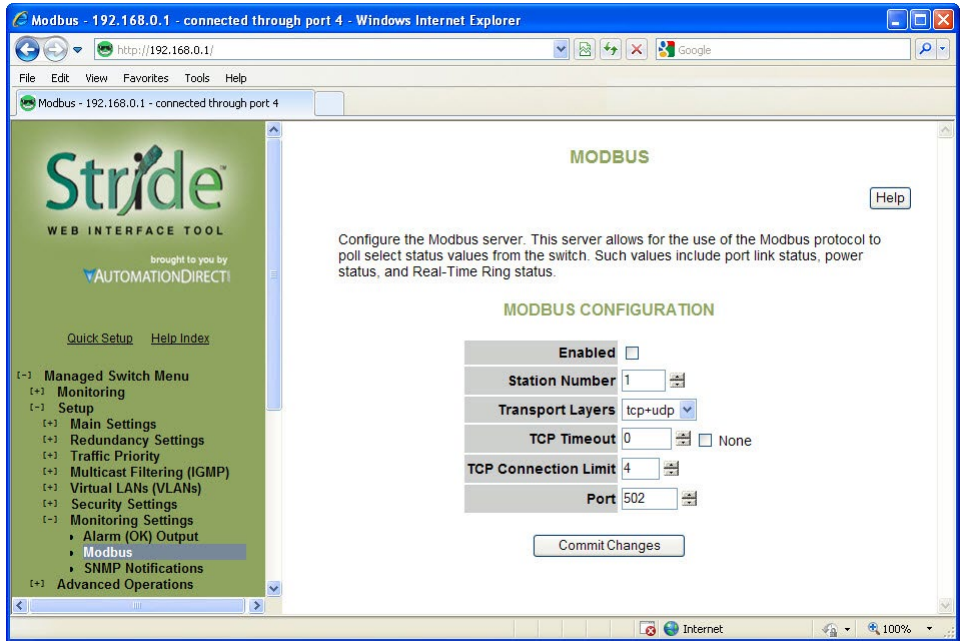 Modbus - 192.168.0.1 - connected through port 4 - Windows Internet Explorer
http://192.168.0.1/
Google
File Edit View Favorites Tools Help
Modbus - 192.168.0.1 - connected through port 4
Stride™
WEB INTERFACE TOOL
brought to you by
AUTOMATIONDIRECT
Quick Setup Help Index
[-] Managed Switch Menu
[+] Monitoring
[-] Setup
[+] Main Settings
[+] Redundancy Settings
[+] Traffic Priority
[+] Multicast Filtering (IGMP)
[+] Virtual LANs (VLANs)
[+] Security Settings
[-] Monitoring Settings
Alarm (OK) Output
Modbus
SNMP Notifications
[+] Advanced Operations
MODBUS
Help
Configure the Modbus server. This server allows for the use of the Modbus protocol to
poll select status values from the switch. Such values include port link status, power
status, and Real-Time Ring status.
MODBUS CONFIGURATION
Enabled
Station Number 1
Transport Layers tcp+udp
TCP Timeout 0 None
TCP Connection Limit 4
Port 502
Commit Changes
Internet 100%